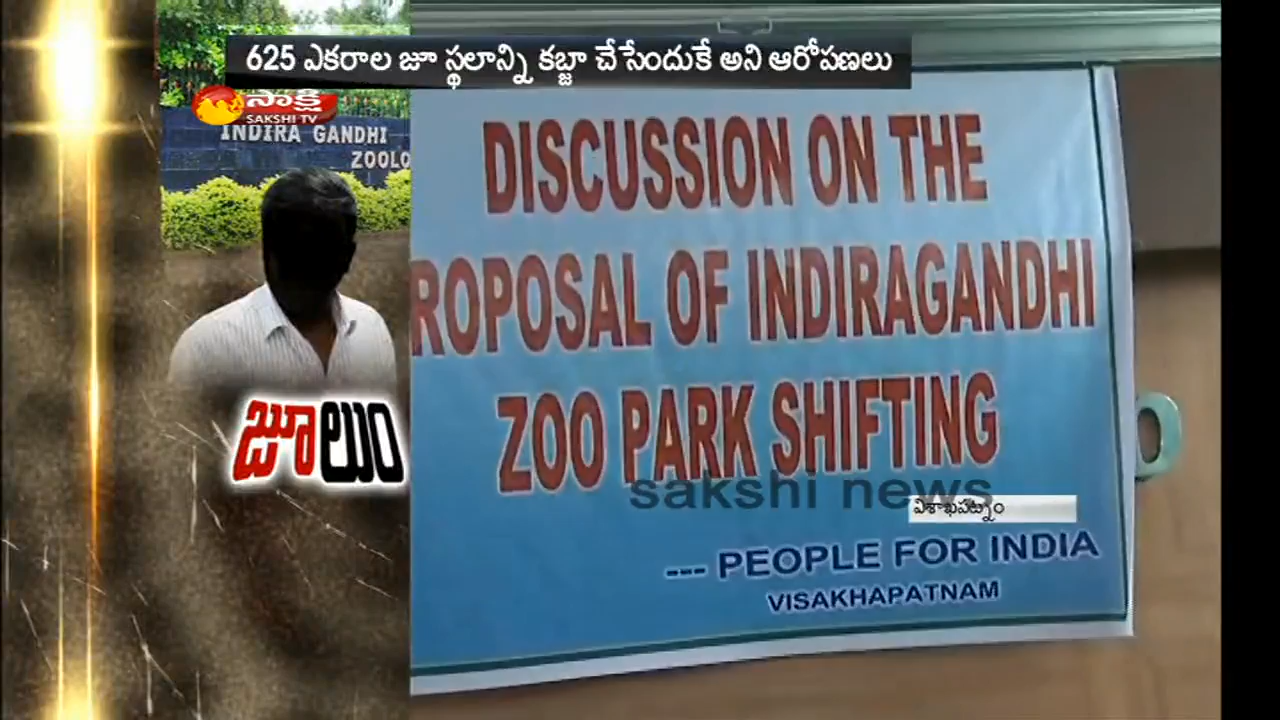 625 ఎకరాల జూ స్థలాన్ని కబ్జా చేసేందుకే అని ఆరోపణలు
సాక్షి
SAKSHI TV
INDIRA GANDHI
ZOOLO
జూలుం
DISCUSSION ON THE
ROPOSAL OF INDIRAGANDHI
ZOO PARK SHIFTING
sakshi news
విశాఖపట్నం
--- PEOPLE FOR INDIA
VISAKHAPATNAM